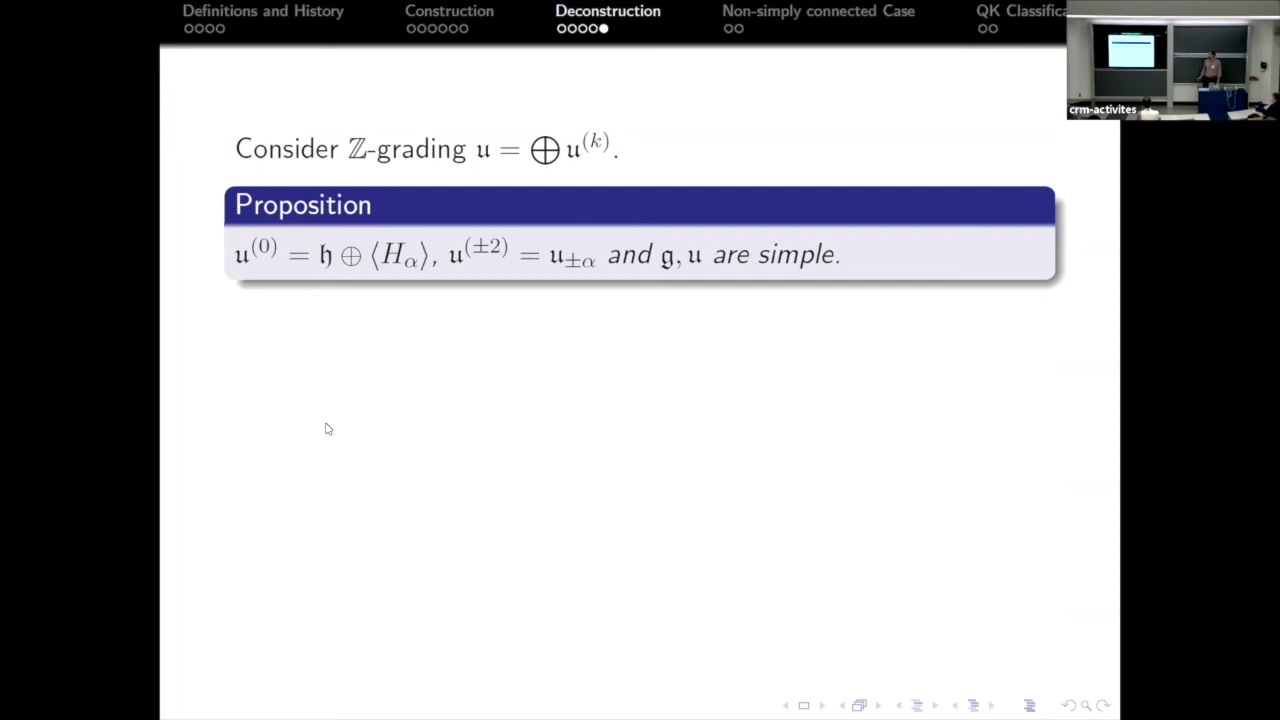 Definitions and History Construction Deconstruction Non-simply connected Case QK Classifica
crm-activites
Consider ℤ-grading 𝔲 = ⊕ 𝔲^(k).
Proposition
𝔲^(0) = 𝔥 ⊕ ⟨H_α⟩, 𝔲^(±2) = 𝔲_±α and 𝔤, 𝔲 are simple.